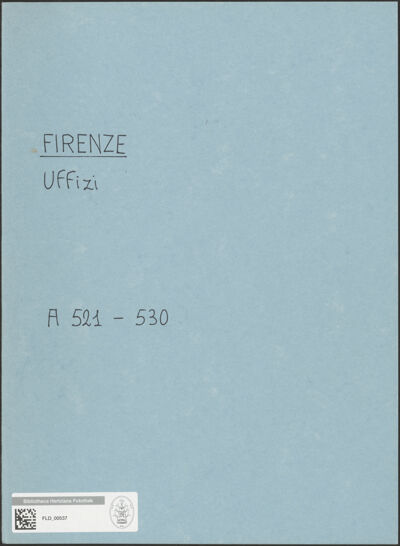 FIRENZE
Uffizi
A 521 - 530
Bibliotheca Hertziana Fotothek
FLD_00537